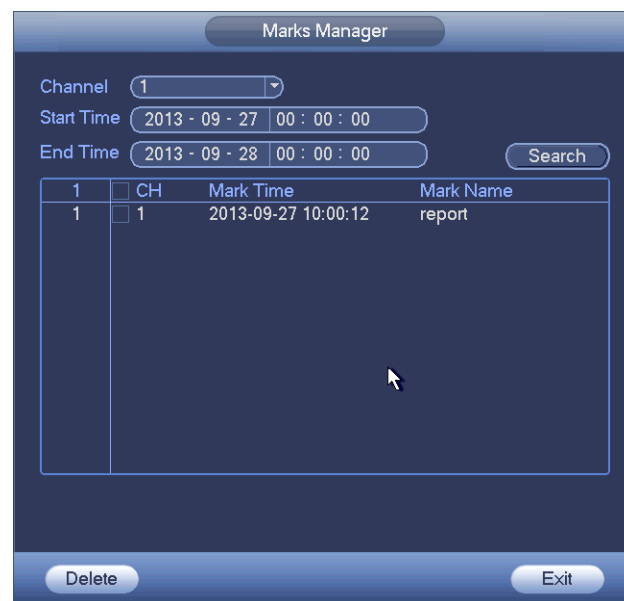 Marks Manager
Channel 1
Start Time 2013 - 09 - 27 00 : 00 : 00
End Time 2013 - 09 - 28 00 : 00 : 00
Search
1 CH Mark Time Mark Name
1 1 2013-09-27 10:00:12 report
Delete Exit